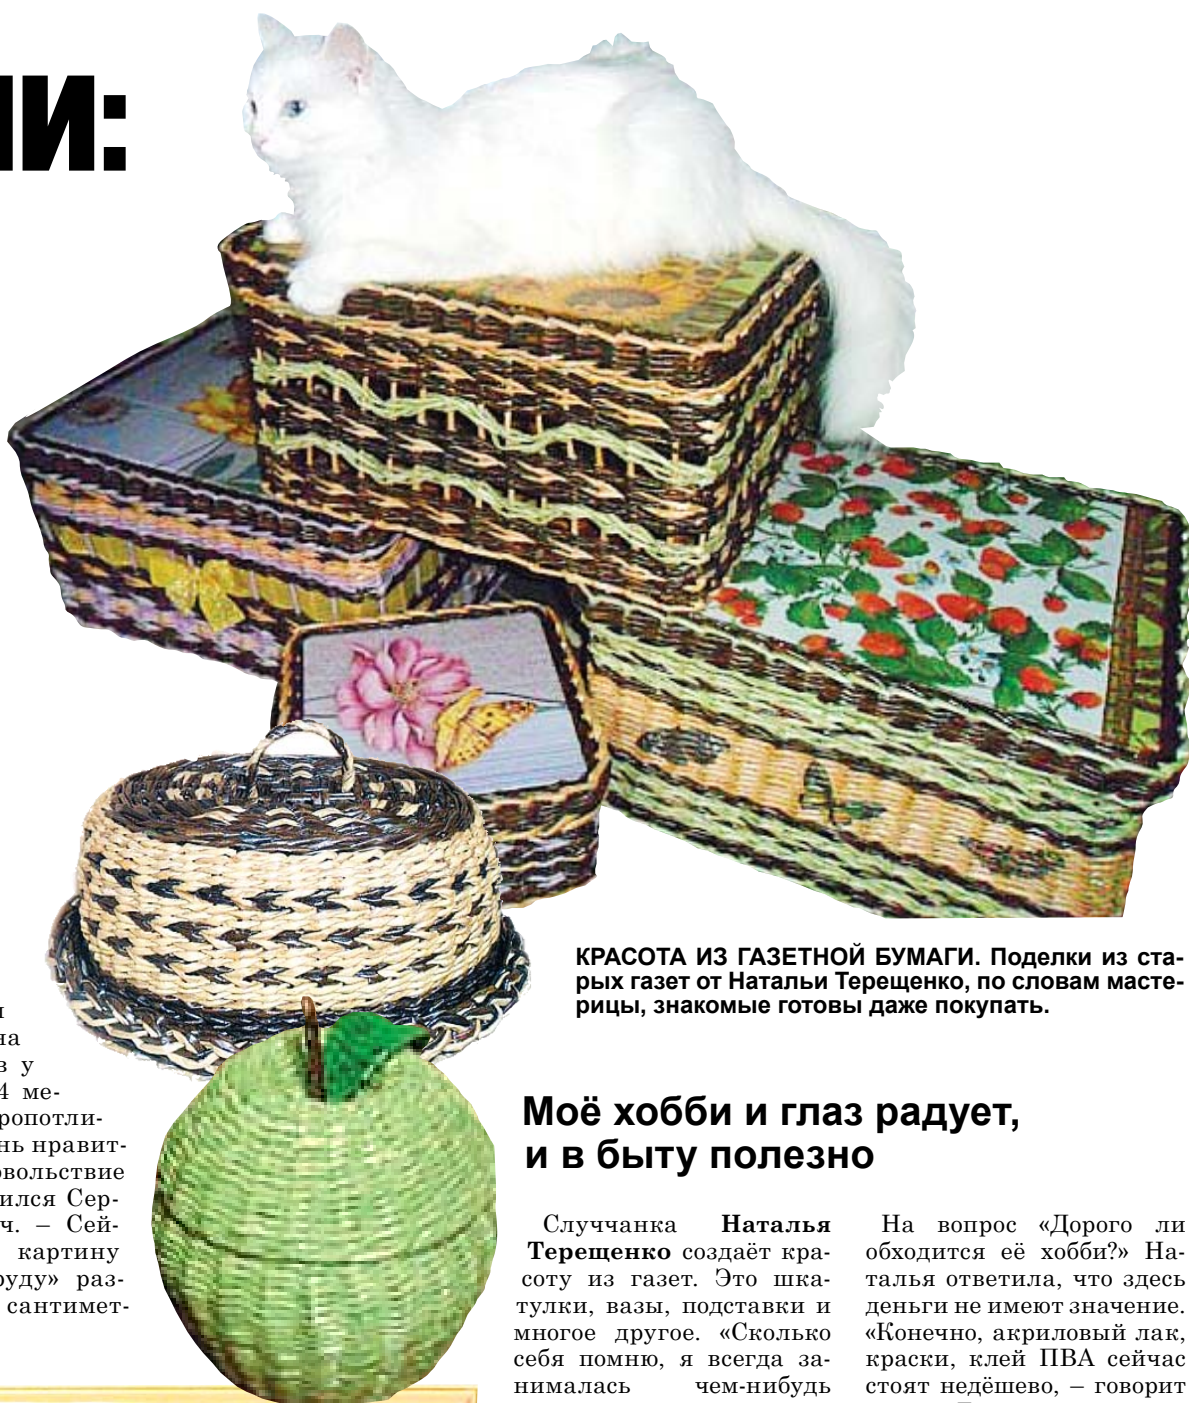 ИИ:
КРАСОТА ИЗ ГАЗЕТНОЙ БУМАГИ. Поделки из ста-
рых газет от Натальи Терещенко, по словам масте-
рицы, знакомые готовы даже покупать.
на
в у
4 ме-
ропотли-
нь нравит-
овольствие
ился Сер-
ч. – Сей-
картину
руду» раз-
сантимет-
Моё хобби и глаз радует,
и в быту полезно
Случчанка Наталья
Терещенко создаёт кра-
соту из газет. Это шка-
тулки, вазы, подставки и
многое другое. «Сколько
себя помню, я всегда за-
нималась чем-нибудь
На вопрос «Дорого ли
обходится её хобби?» На-
талья ответила, что здесь
деньги не имеют значение.
«Конечно, акриловый лак,
краски, клей ПВА сейчас
стоят недёшево, – говорит